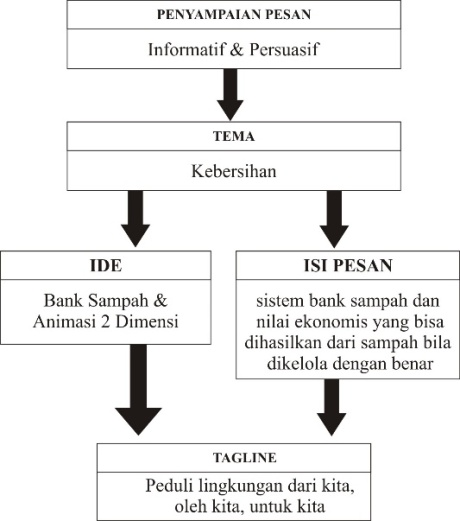 PENYAMPAIAN PESAN
Informatif & Persuasif
TEMA
Kebersihan
IDE
Bank Sampah &
Animasi 2 Dimensi
ISI PESAN
sistem bank sampah dan
nilai ekonomis yang bisa
dihasilkan dari sampah bila
dikelola dengan benar
TAGLINE
Peduli lingkungan dari kita,
oleh kita, untuk kita